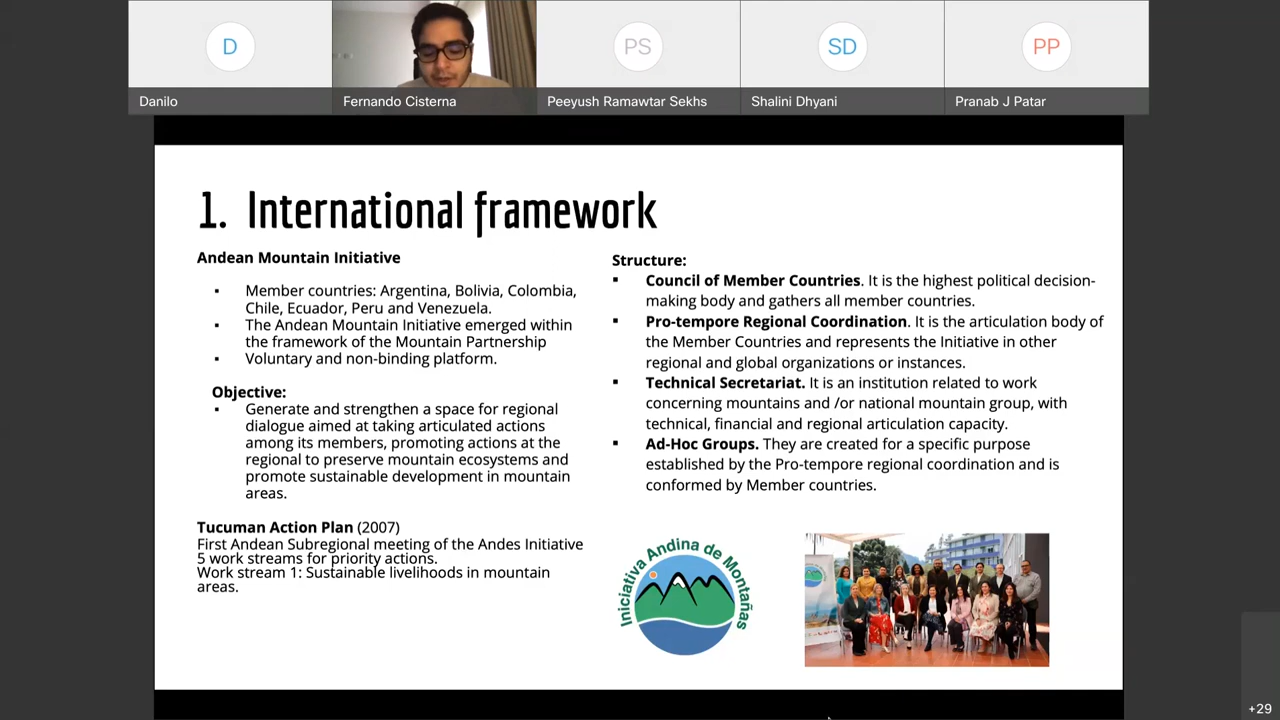 D
PS
SD
PP
Danilo
Fernando Cisterna
Peeyush Ramawtar Sekhs
Shalini Dhyani
Pranab J Patar
1. International framework
Andean Mountain Initiative
▪ Member countries: Argentina, Bolivia, Colombia,
Chile, Ecuador, Peru and Venezuela.
▪ The Andean Mountain Initiative emerged within
the framework of the Mountain Partnership
▪ Voluntary and non-binding platform.
Objective:
▪ Generate and strengthen a space for regional
dialogue aimed at taking articulated actions
among its members, promoting actions at the
regional to preserve mountain ecosystems and
promote sustainable development in mountain
areas.
Tucuman Action Plan (2007)
First Andean Subregional meeting of the Andes Initiative
5 work streams for priority actions.
Work stream 1: Sustainable livelihoods in mountain
areas.
Structure:
▪ Council of Member Countries. It is the highest political decision-
making body and gathers all member countries.
▪ Pro-tempore Regional Coordination. It is the articulation body of
the Member Countries and represents the Initiative in other
regional and global organizations or instances.
▪ Technical Secretariat. It is an institution related to work
concerning mountains and /or national mountain group, with
technical, financial and regional articulation capacity.
▪ Ad-Hoc Groups. They are created for a specific purpose
established by the Pro-tempore regional coordination and is
conformed by Member countries.
Iniciativa Andina de Montañas
+29